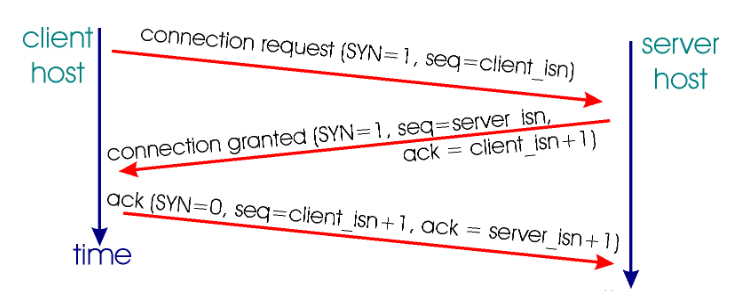 client
host
connection request (SYN=1, seq=client_isn)
server
host
connection granted (SYN=1, seq=server_isn,
ack = client_isn+1)
ack (SYN=0, seq=client_isn+1, ack = server_isn+1)
time